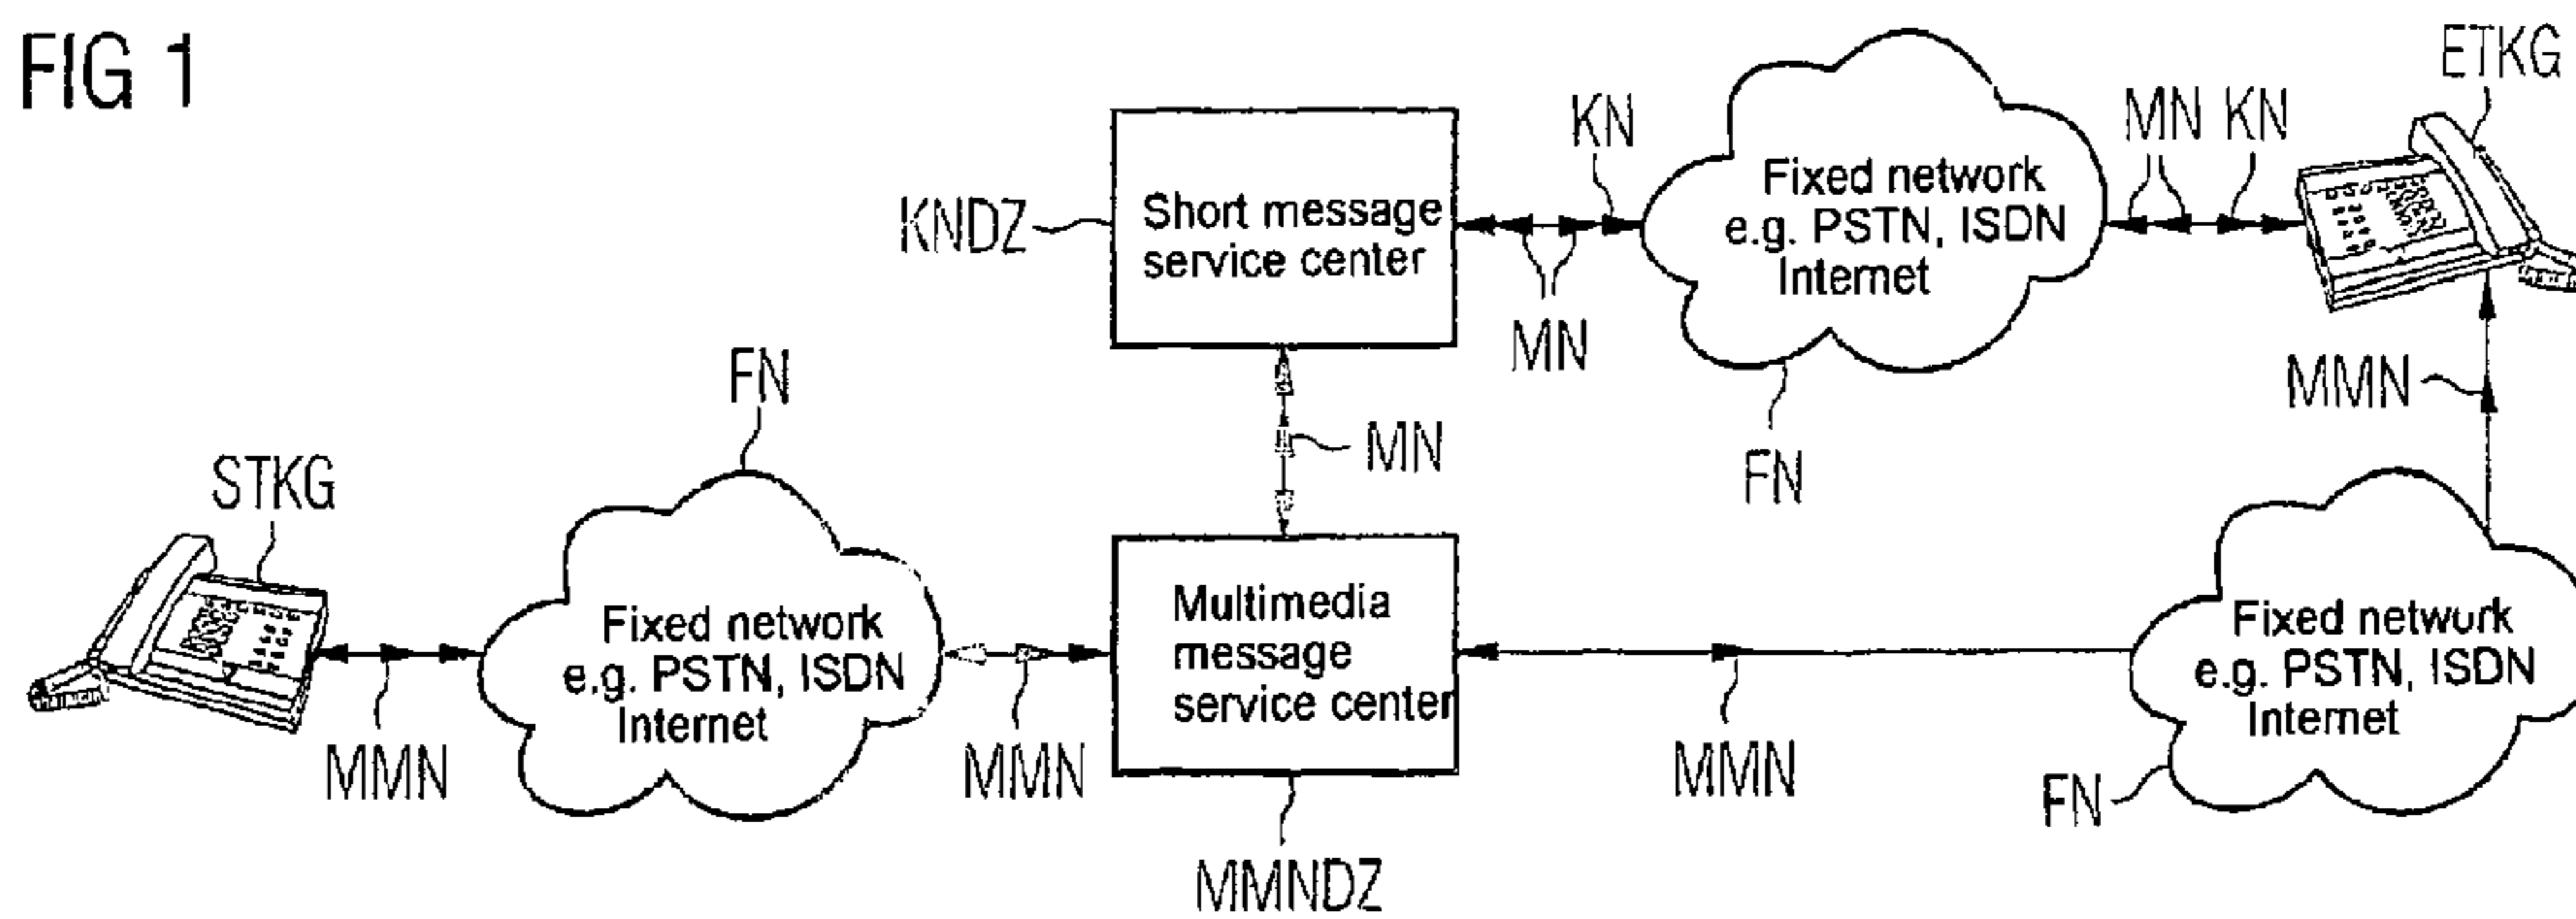 FIG 1
ETKG
KN
MN KN
Fixed network
e.g. PSTN, ISDN
Internet
KNDZ
Short message
service center
MN
FN
MMN
FN
MN
STKG
Fixed network
e.g. PSTN, ISDN
Internet
MMN
MMN
Multimedia
message
service center
MMNDZ
MMN
Fixed network
e.g. PSTN, ISDN
Internet
FN